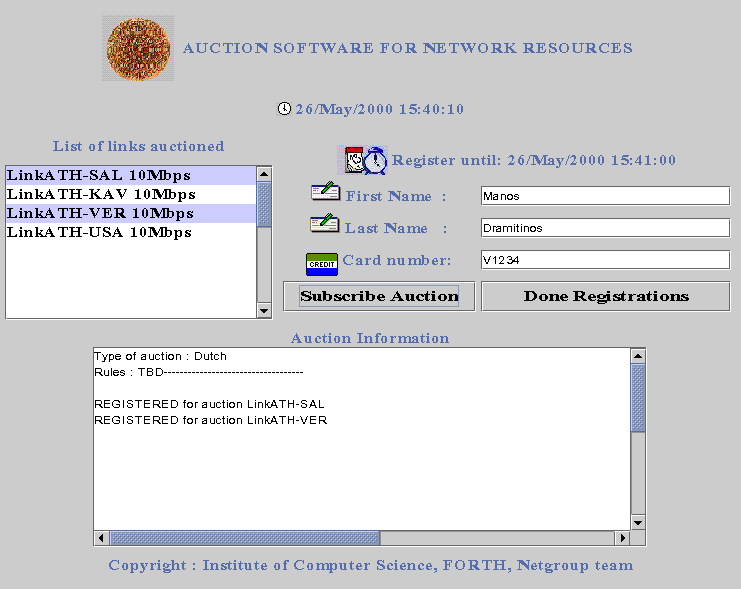 AUCTION SOFTWARE FOR NETWORK RESOURCES
26/May/2000 15:40:10
List of links auctioned
Register until: 26/May/2000 15:41:00
LinkATH-SAL 10Mbps
LinkATH-KAV 10Mbps
LinkATH-VER 10Mbps
LinkATH-USA 10Mbps
First Name :
Manos
Last Name :
Dramitinos
CREDIT
Card number:
V1234
Subscribe Auction
Done Registrations
Auction Information
Type of auction : Dutch
Rules : TBD-----------------------------------
REGISTERED for auction LinkATH-SAL
REGISTERED for auction LinkATH-VER
Copyright : Institute of Computer Science, FORTH, Netgroup team